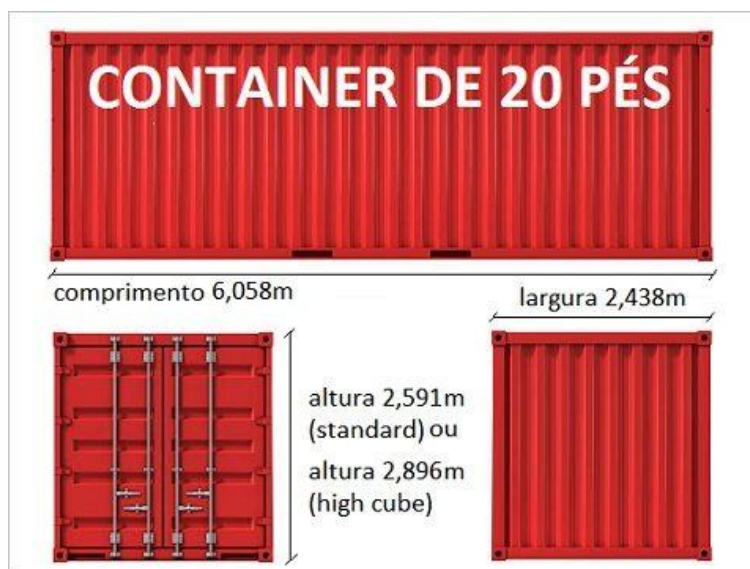 CONTAINER DE 20 PÉS
comprimento 6,058m
largura 2,438m
altura 2,591m
(standard) ou
altura 2,896m
(high cube)